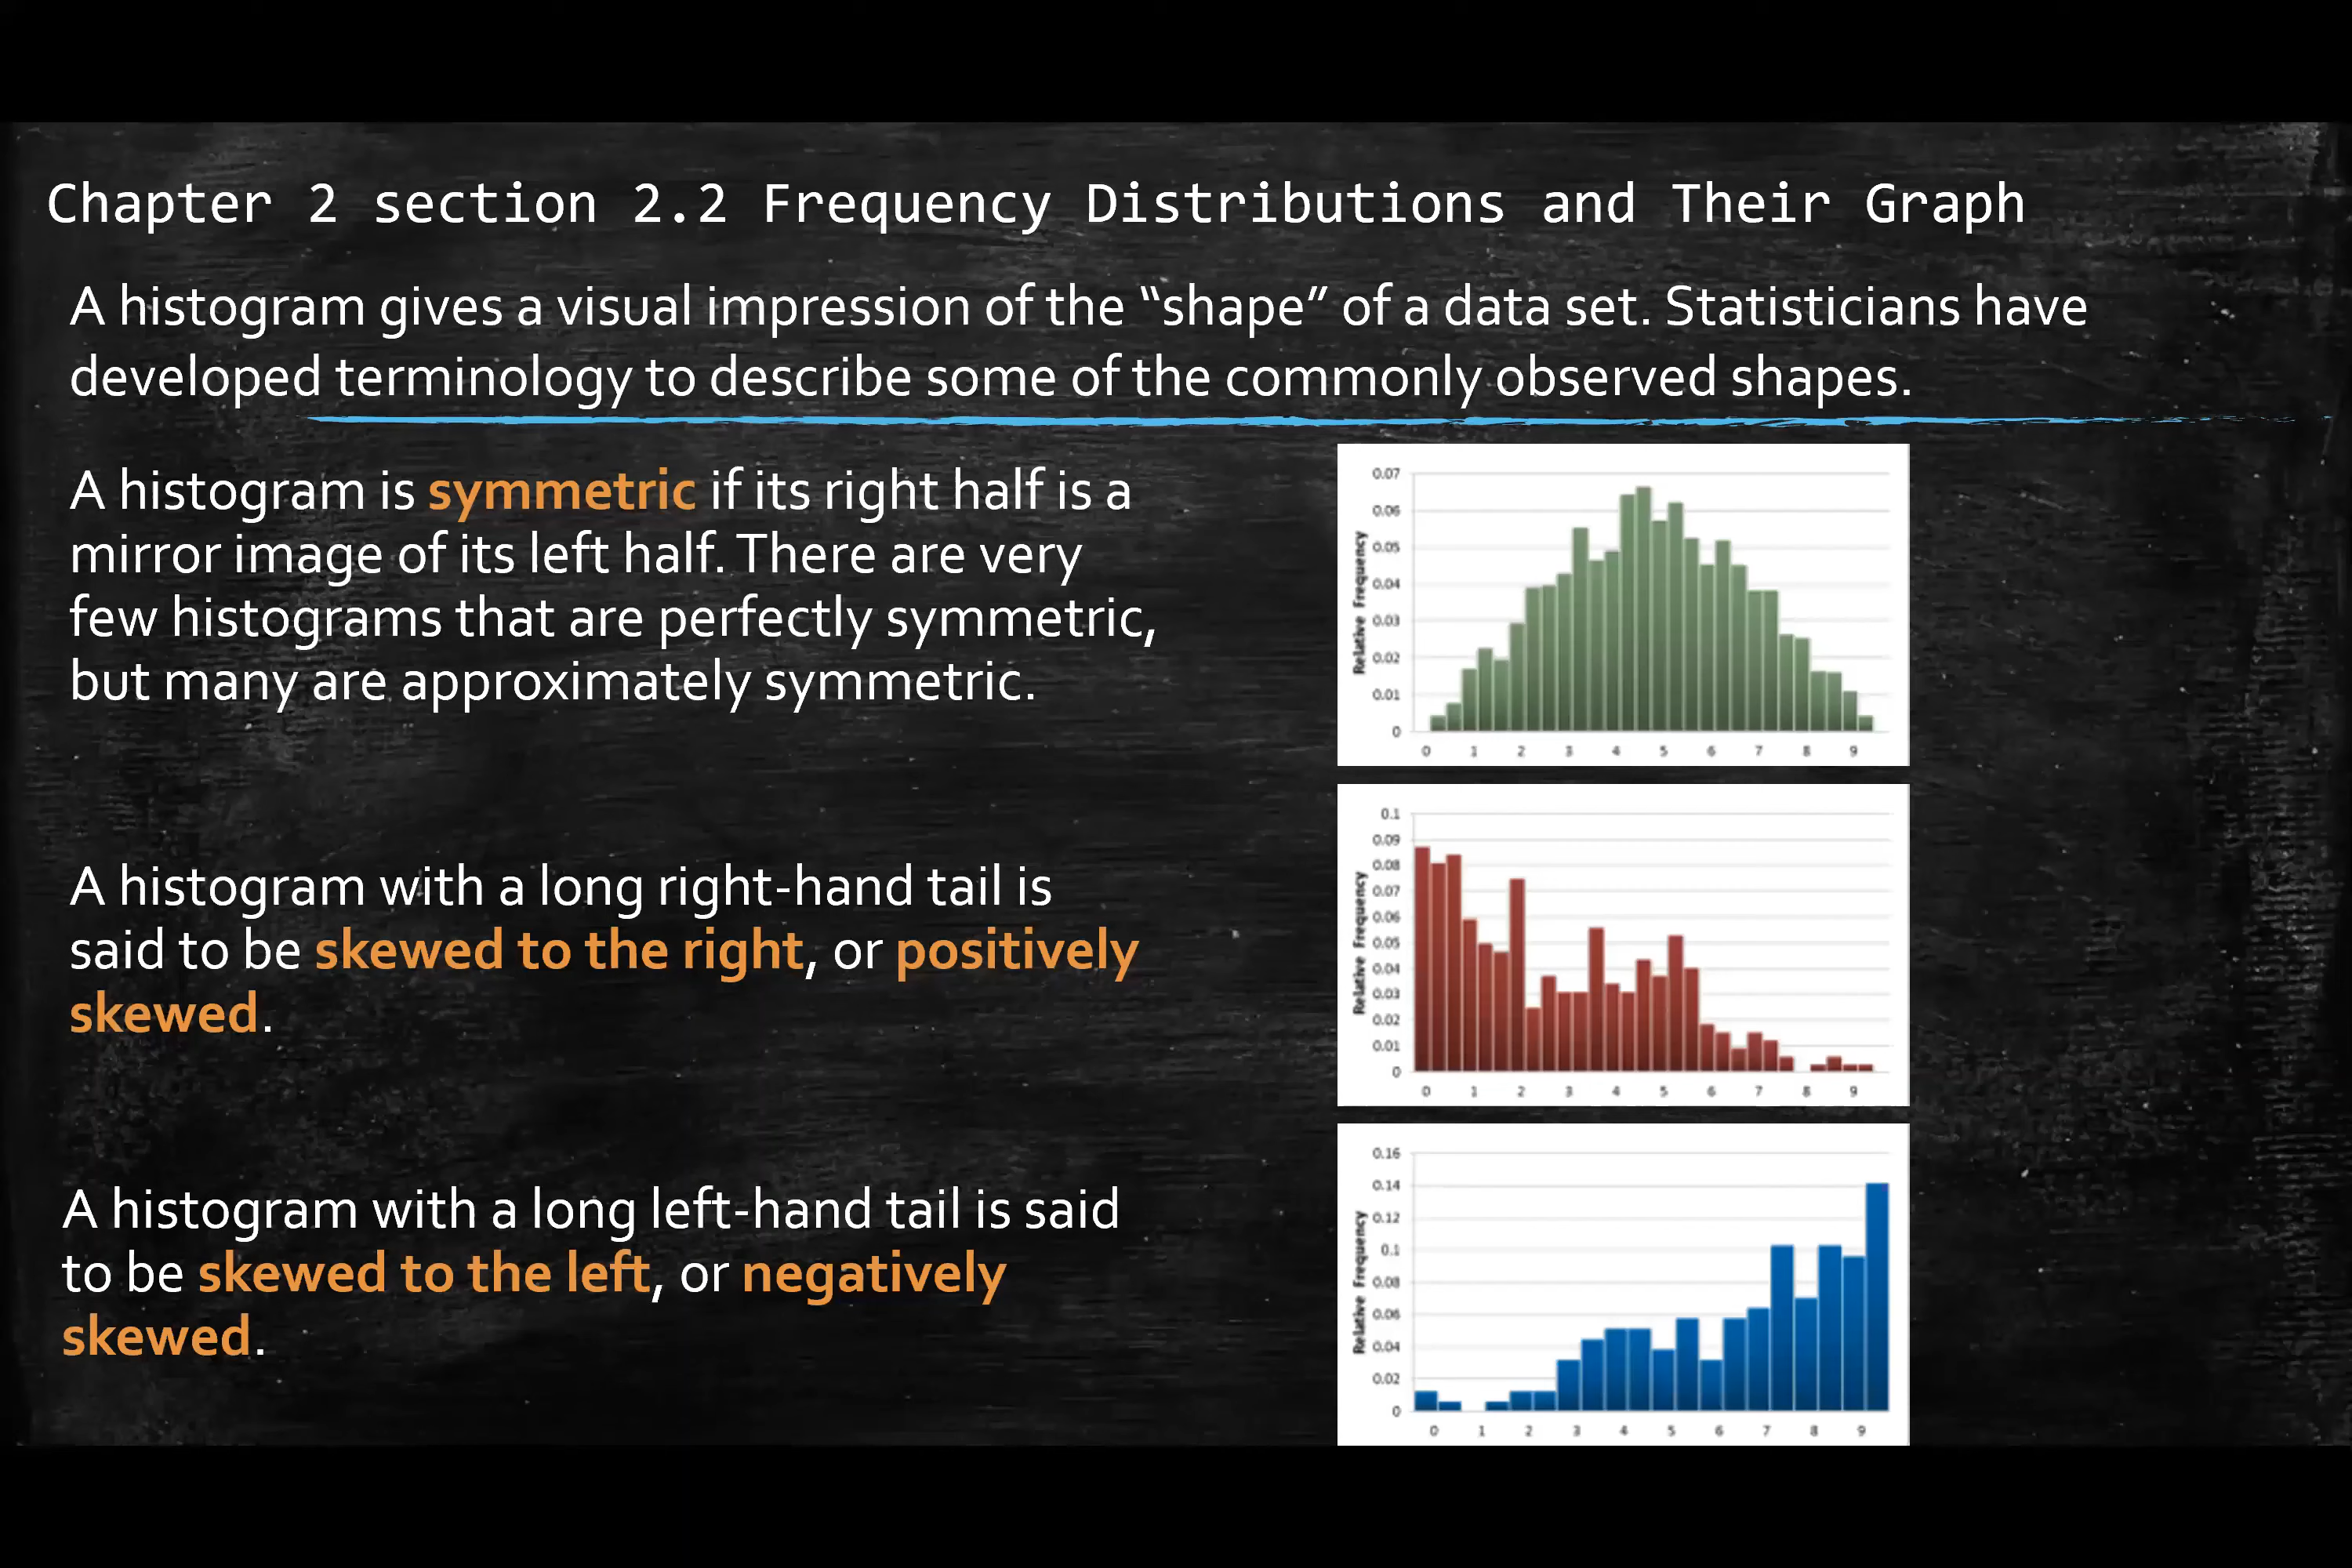 Chapter 2 section 2.2 Frequency Distributions and Their Graph
A histogram gives a visual impression of the “shape” of a data set. Statisticians have
developed terminology to describe some of the commonly observed shapes.
A histogram is symmetric if its right half is a
mirror image of its left half. There are very
few histograms that are perfectly symmetric,
but many are approximately symmetric.
0.07
0.06
0.05
0.04
0.03
0.02
0.01
0
Relative Frequency
0 1 2 3 4 5 6 7 8 9
A histogram with a long right-hand tail is
said to be skewed to the right, or positively
skewed.
0.1
0.09
0.08
0.07
0.06
0.05
0.04
0.03
0.02
0.01
0
Relative Frequency
0 1 2 3 4 5 6 7 8 9
A histogram with a long left-hand tail is said
to be skewed to the left, or negatively
skewed.
0.16
0.14
0.12
0.1
0.08
0.06
0.04
0.02
0
Relative Frequency
0 1 2 3 4 5 6 7 8 9